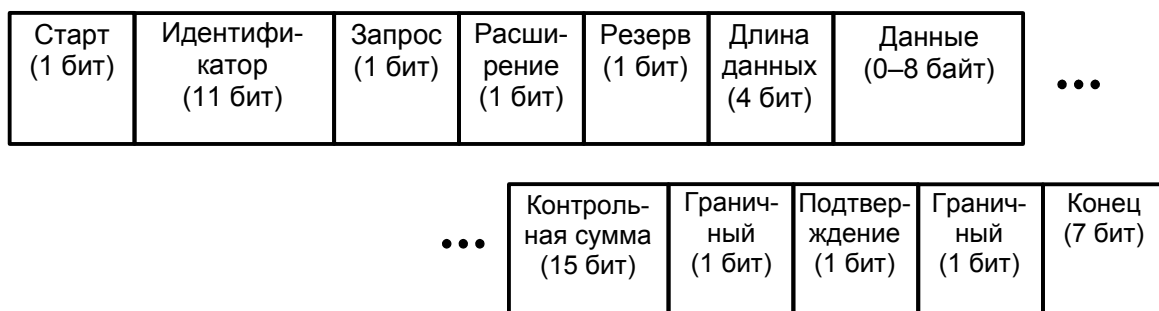 Старт Идентифи- Запрос Расши- Резерв Длина Данные
(1 бит) катор (1 бит) рение (1 бит) данных (0–8 байт)
(11 бит) (1 бит) (4 бит)
...
... Контроль- Гранич- Подтвер- Гранич- Конец
ная сумма ный ждение ный (7 бит)
(15 бит) (1 бит) (1 бит) (1 бит)